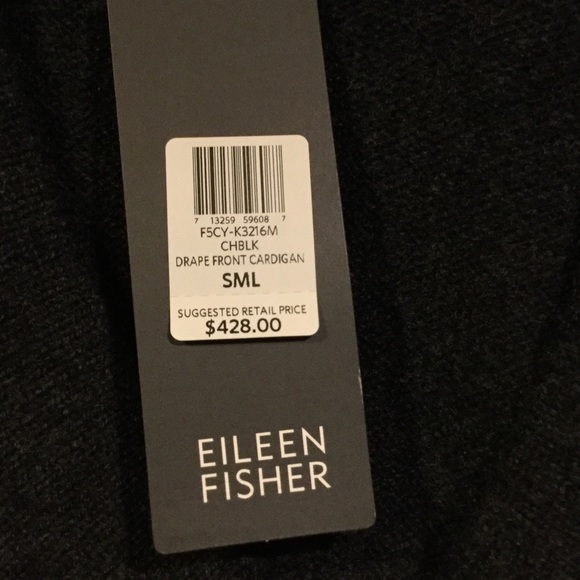 7 13259 59608 7
F5CY-K3216M
CHBLK
DRAPE FRONT CARDIGAN
SML
SUGGESTED RETAIL PRICE
$428.00
EILEEN
FISHER